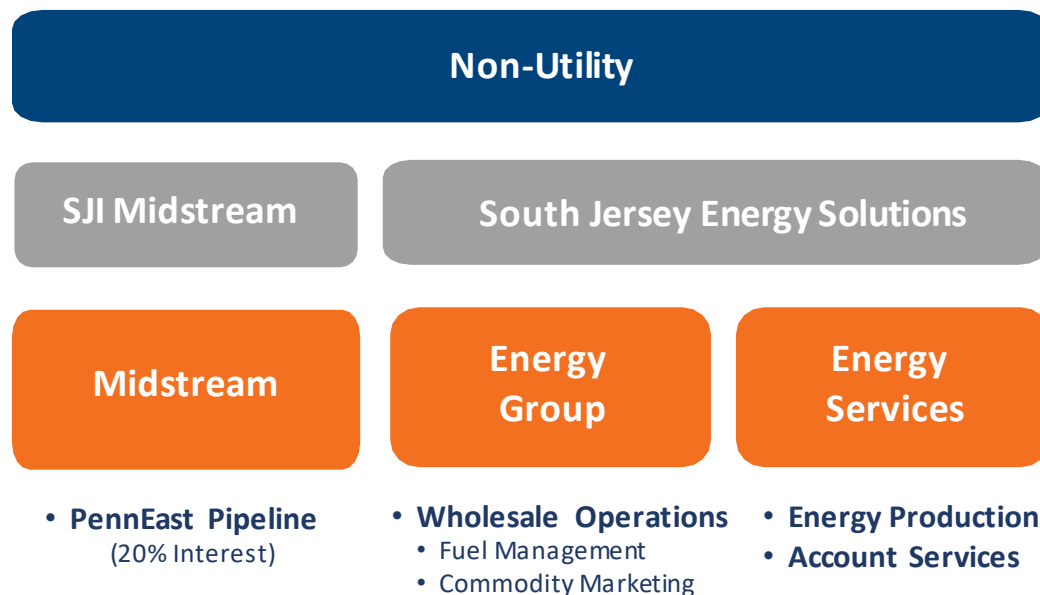 Non-Utility
SJI Midstream
South Jersey Energy Solutions
Midstream
Energy
Group
Energy
Services
• PennEast Pipeline
(20% Interest)
• Wholesale Operations
• Fuel Management
• Commodity Marketing
• Energy Production
• Account Services